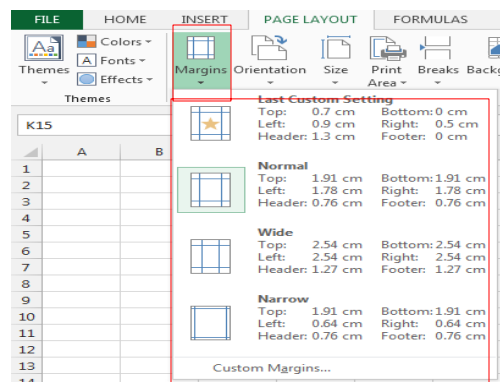 FILE HOME INSERT PAGE LAYOUT FORMULAS
Colors
Fonts
Effects
Themes
Margins Orientation Size Print Area Breaks
Themes
Last Custom Setting
Top: 0.7 cm Bottom: 0 cm
Left: 0.9 cm Right: 0.5 cm
Header: 1.3 cm Footer: 0 cm
K15
A B
Normal
Top: 1.91 cm Bottom: 1.91 cm
Left: 1.78 cm Right: 1.78 cm
Header: 0.76 cm Footer: 0.76 cm
Wide
Top: 2.54 cm Bottom: 2.54 cm
Left: 2.54 cm Right: 2.54 cm
Header: 1.27 cm Footer: 1.27 cm
Narrow
Top: 1.91 cm Bottom: 1.91 cm
Left: 0.64 cm Right: 0.64 cm
Header: 0.76 cm Footer: 0.76 cm
Custom Margins...
1
2
3
4
5
6
7
8
9
10
11
12
13